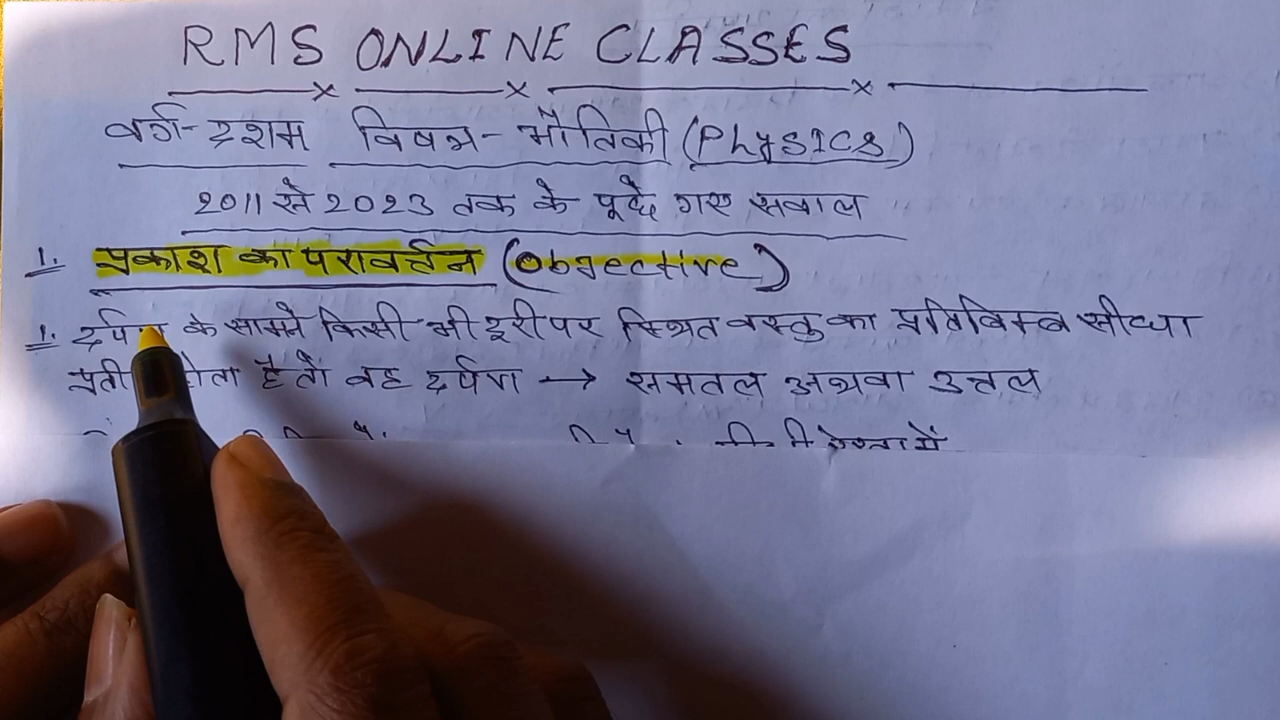 RMS ONLINE CLASSES
वर्ग-दशम विषय-भौतिकी (PhySICS)
2011 से 2023 तक के पूछे गए सवाल
1. प्रकाश का परावर्तन (Objective)
1. दर्पण के सामने किसी भी दूरी पर स्थित वस्तु का प्रतिविम्ब सीधा
होता है तो वह दर्पण → समतल अथवा उत्तल